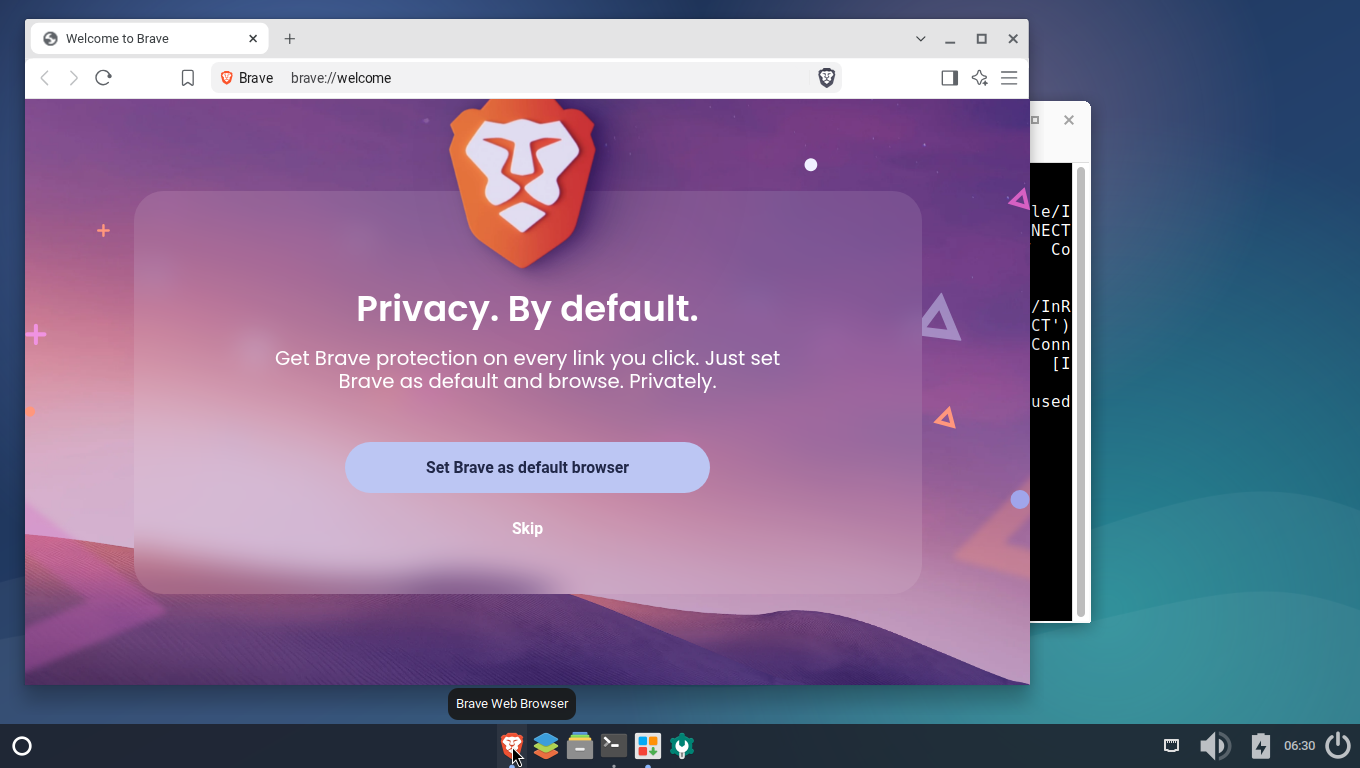 Welcome to Brave
Brave brave://welcome
Privacy. By default.
Get Brave protection on every link you click. Just set
Brave as default and browse. Privately.
Set Brave as default browser
Skip
le/I
NECT
Co
/InR
CT')
Conn
[I
used
Brave Web Browser
06:30